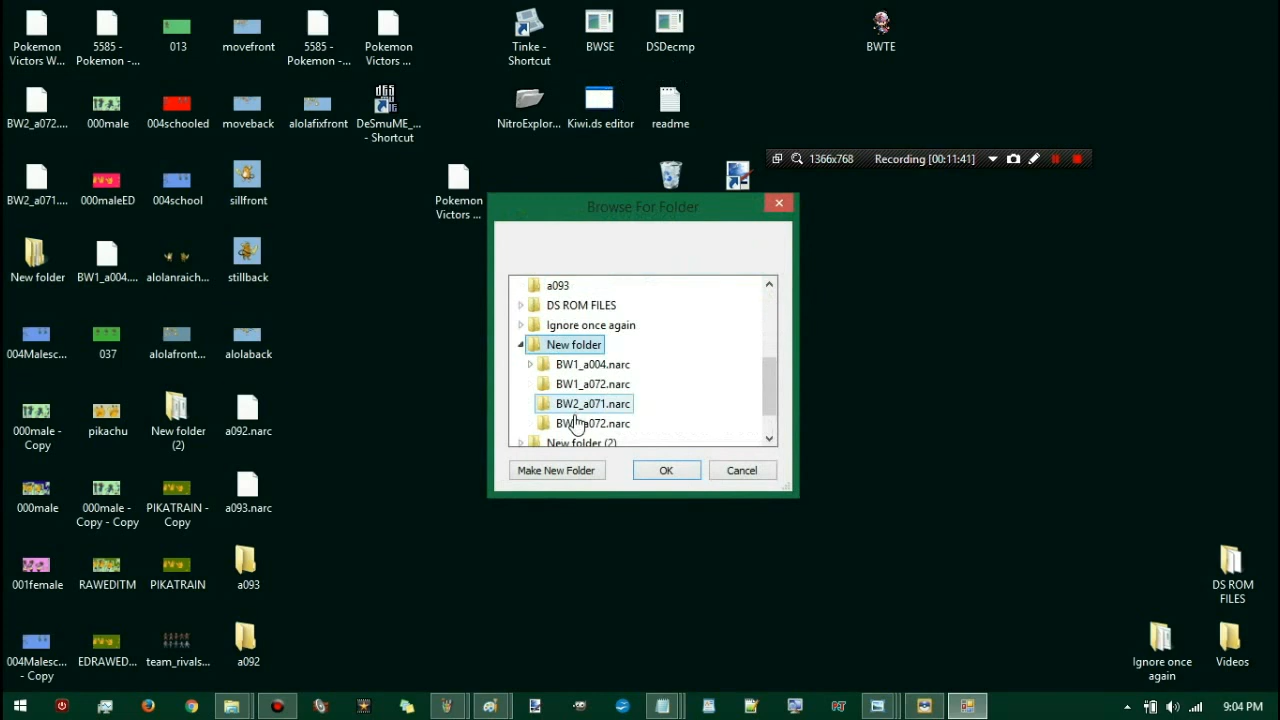 Pokemon
Victors W...
5585 -
Pokemon -...
013
movefront
5585 -
Pokemon -...
Pokemon
Victors ...
Tinke -
Shortcut
BWSE
DSDecmp
BWTE
BW2_a072....
000male
004schooled
moveback
alolafixfront
DeSmuME_...
- Shortcut
NitroExplor...
Kiwi.ds editor
readme
1366x768
Recording [00:11:41]
BW2_a071....
000maleED
004school
sillfront
Pokemon
Victors ...
Browse For Folder
New folder
BW1_a004....
alolanraich...
stillback
a093
DS ROM FILES
Ignore once again
New folder
BW1_a004.narc
BW1_a072.narc
BW2_a071.narc
a072.narc
New folder (2)
Make New Folder
OK
Cancel
004Malesc...
037
alolafront...
alolaback
000male -
Copy
pikachu
New folder
(2)
a092.narc
000male
000male -
Copy - Copy
PIKATRAIN -
Copy
a093.narc
001female
RAWEDITM
PIKATRAIN
a093
DS ROM
FILES
004Malesc...
- Copy
EDRAWED...
team_rivals...
a092
Ignore once
again
Videos
9:04 PM